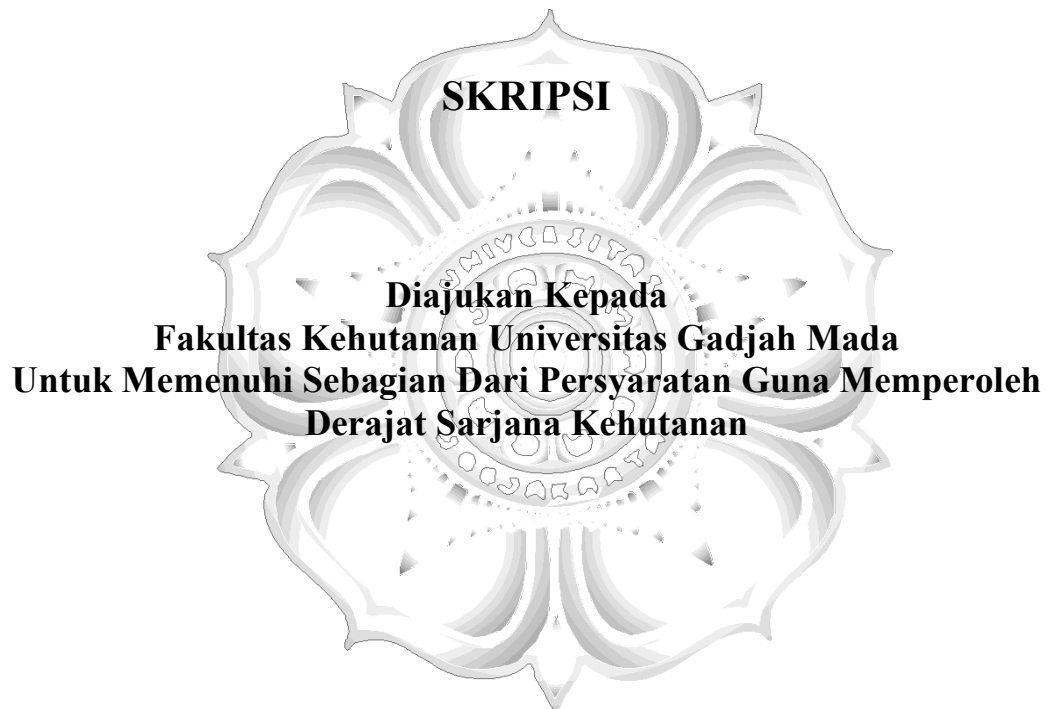 SKRIPSI
Diajukan Kepada
Fakultas Kehutanan Universitas Gadjah Mada
Untuk Memenuhi Sebagian Dari Persyaratan Guna Memperoleh
Derajat Sarjana Kehutanan